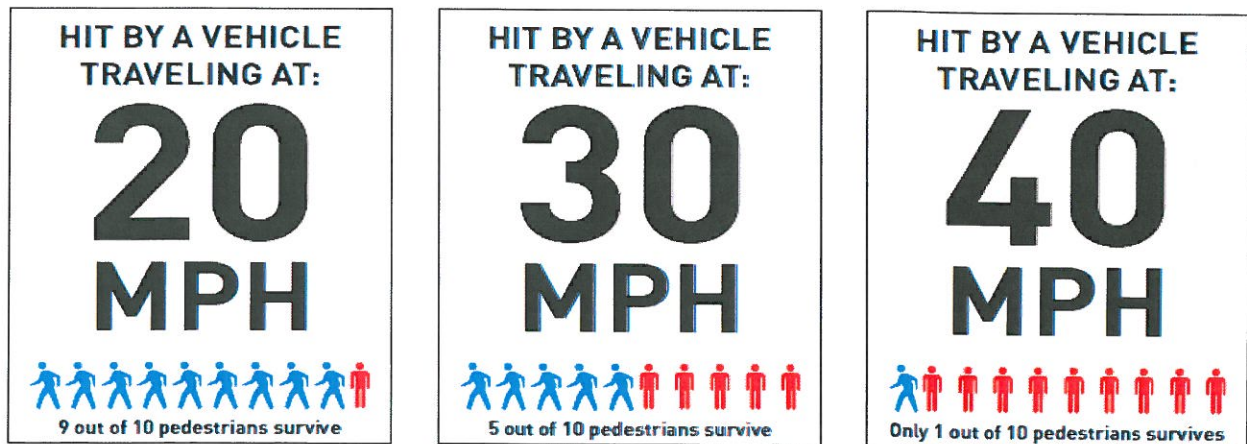 HIT BY A VEHICLE
TRAVELING AT:
20
MPH
9 out of 10 pedestrians survive
HIT BY A VEHICLE
TRAVELING AT:
30
MPH
5 out of 10 pedestrians survive
HIT BY A VEHICLE
TRAVELING AT:
40
MPH
Only 1 out of 10 pedestrians survives